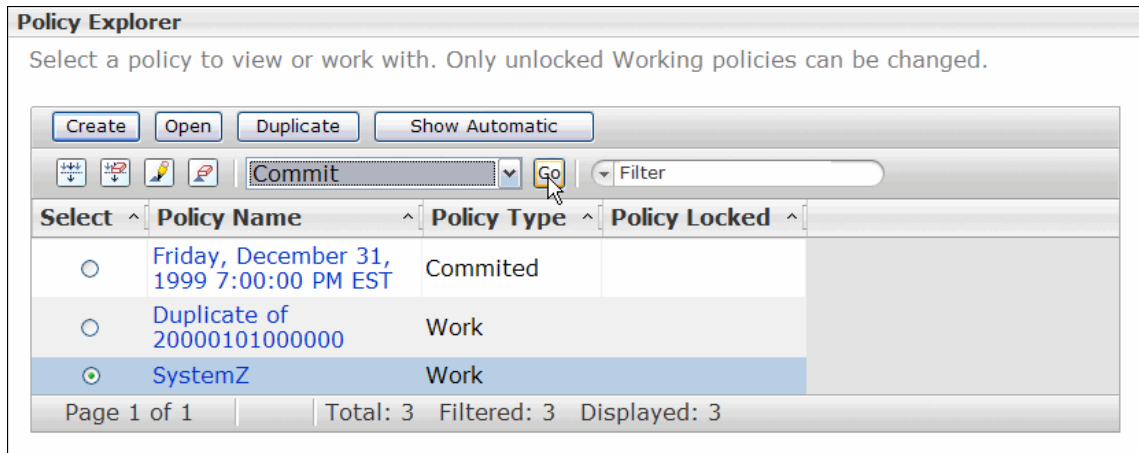 Policy Explorer
Select a policy to view or work with. Only unlocked Working policies can be changed.
Create Open Duplicate Show Automatic
Commit Go Filter
Select Policy Name Policy Type Policy Locked
Friday, December 31,
1999 7:00:00 PM EST Commited
Duplicate of
20000101000000 Work
SystemZ Work
Page 1 of 1 Total: 3 Filtered: 3 Displayed: 3